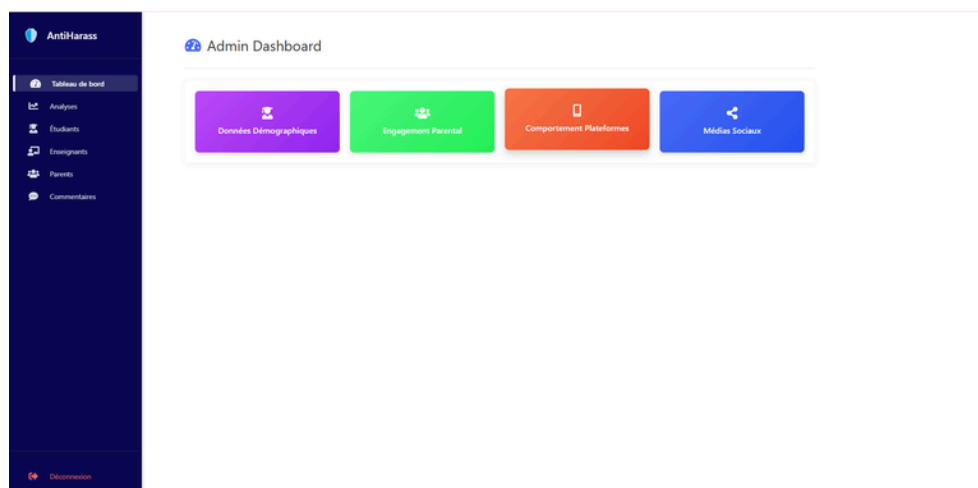 AntiHarass
Tableau de bord
Analyses
Étudiants
Enseignants
Parents
Commentaires
Déconnexion
Admin Dashboard
Données Démographiques
Engagement Parental
Comportement Plateformes
Médias Sociaux